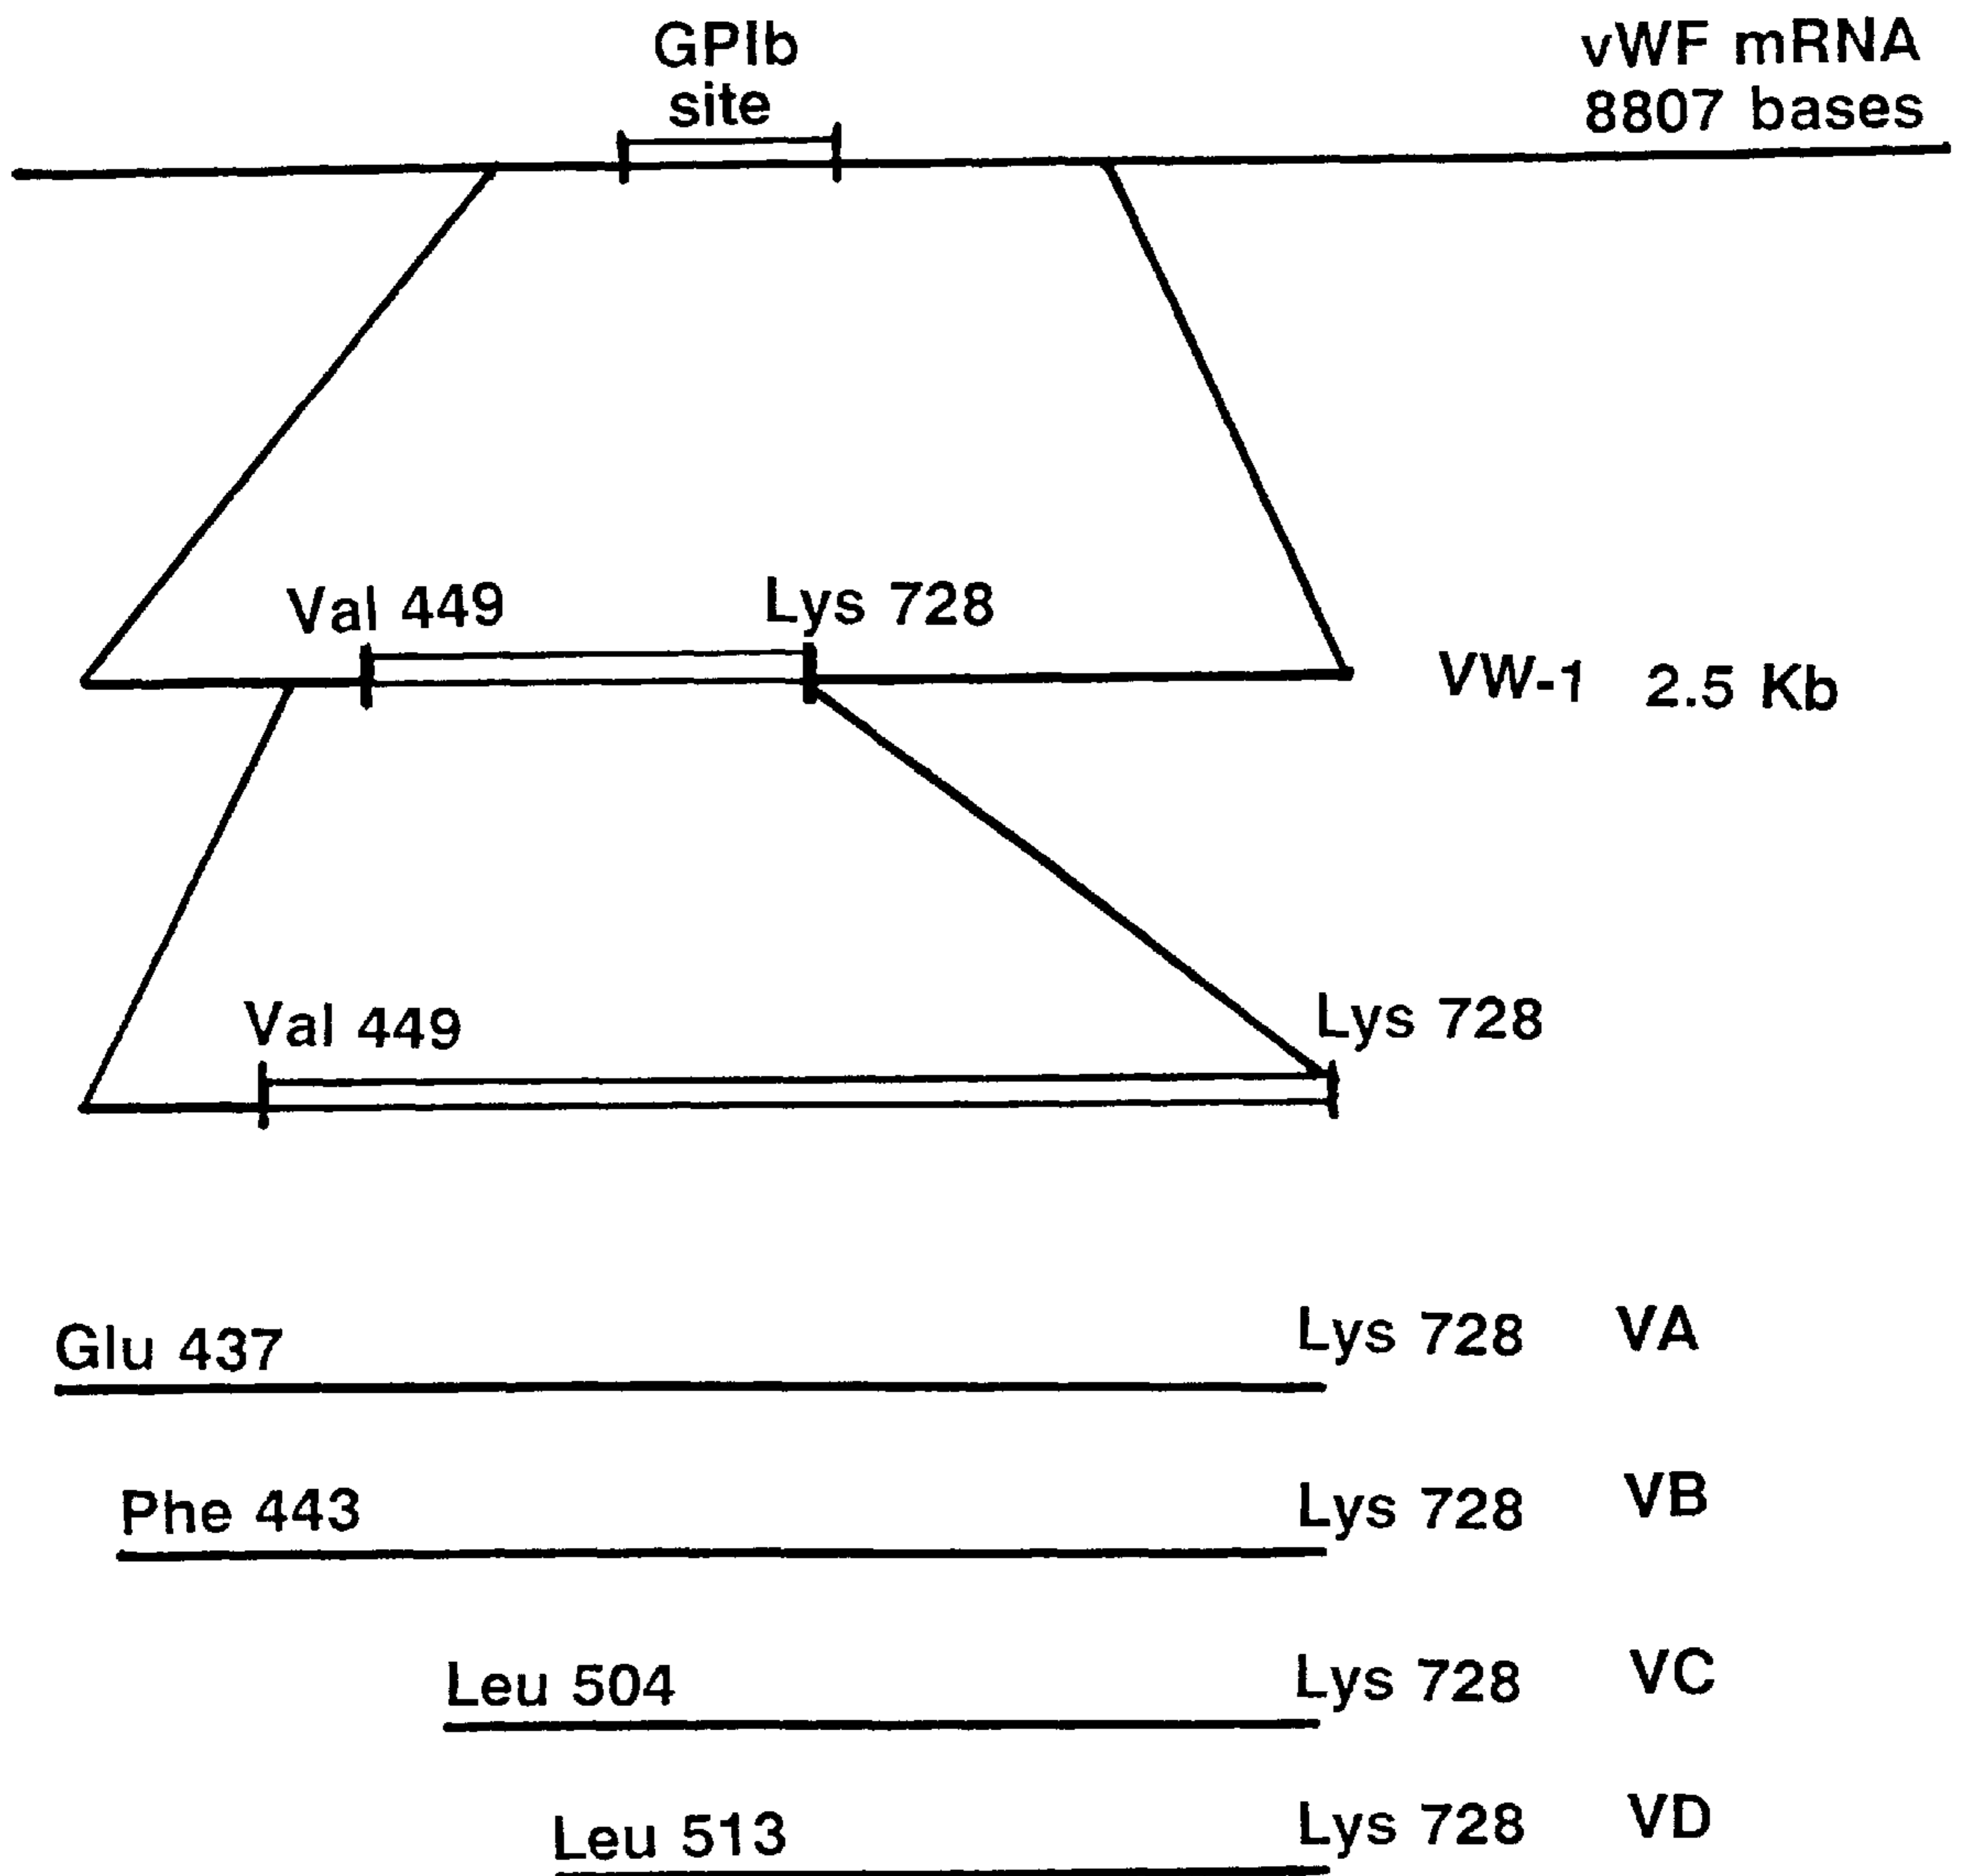 GPIb
site
vWF mRNA
8807 bases
Val 449
Lys 728
VW-1 2.5 Kb
Val 449
Lys 728
Glu 437
Lys 728
VA
Phe 443
Lys 728
VB
Leu 504
Lys 728
VC
Leu 513
Lys 728
VD